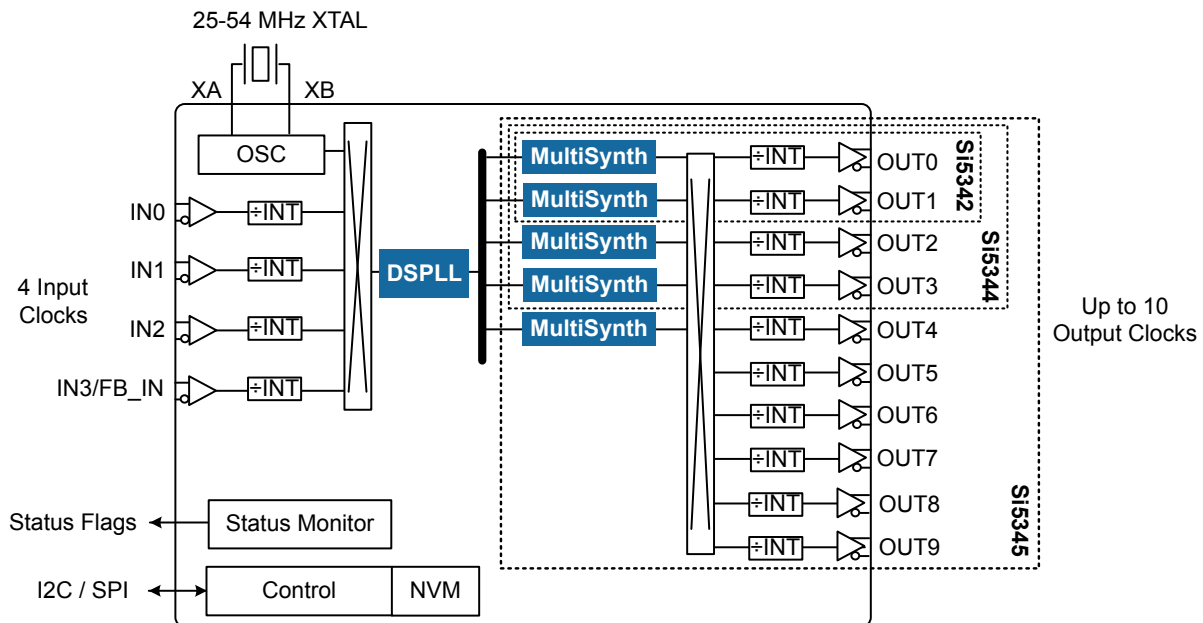 25-54 MHz XTAL
XA
XB
OSC
IN0
÷INT
IN1
÷INT
IN2
÷INT
IN3/FB_IN
÷INT
4 Input
Clocks
DSPLL
MultiSynth
MultiSynth
MultiSynth
MultiSynth
MultiSynth
÷INT
OUT0
÷INT
OUT1
÷INT
OUT2
÷INT
OUT3
÷INT
OUT4
÷INT
OUT5
÷INT
OUT6
÷INT
OUT7
÷INT
OUT8
÷INT
OUT9
Si5342
Si5344
Si5345
Up to 10
Output Clocks
Status Flags
Status Monitor
I2C / SPI
Control
NVM